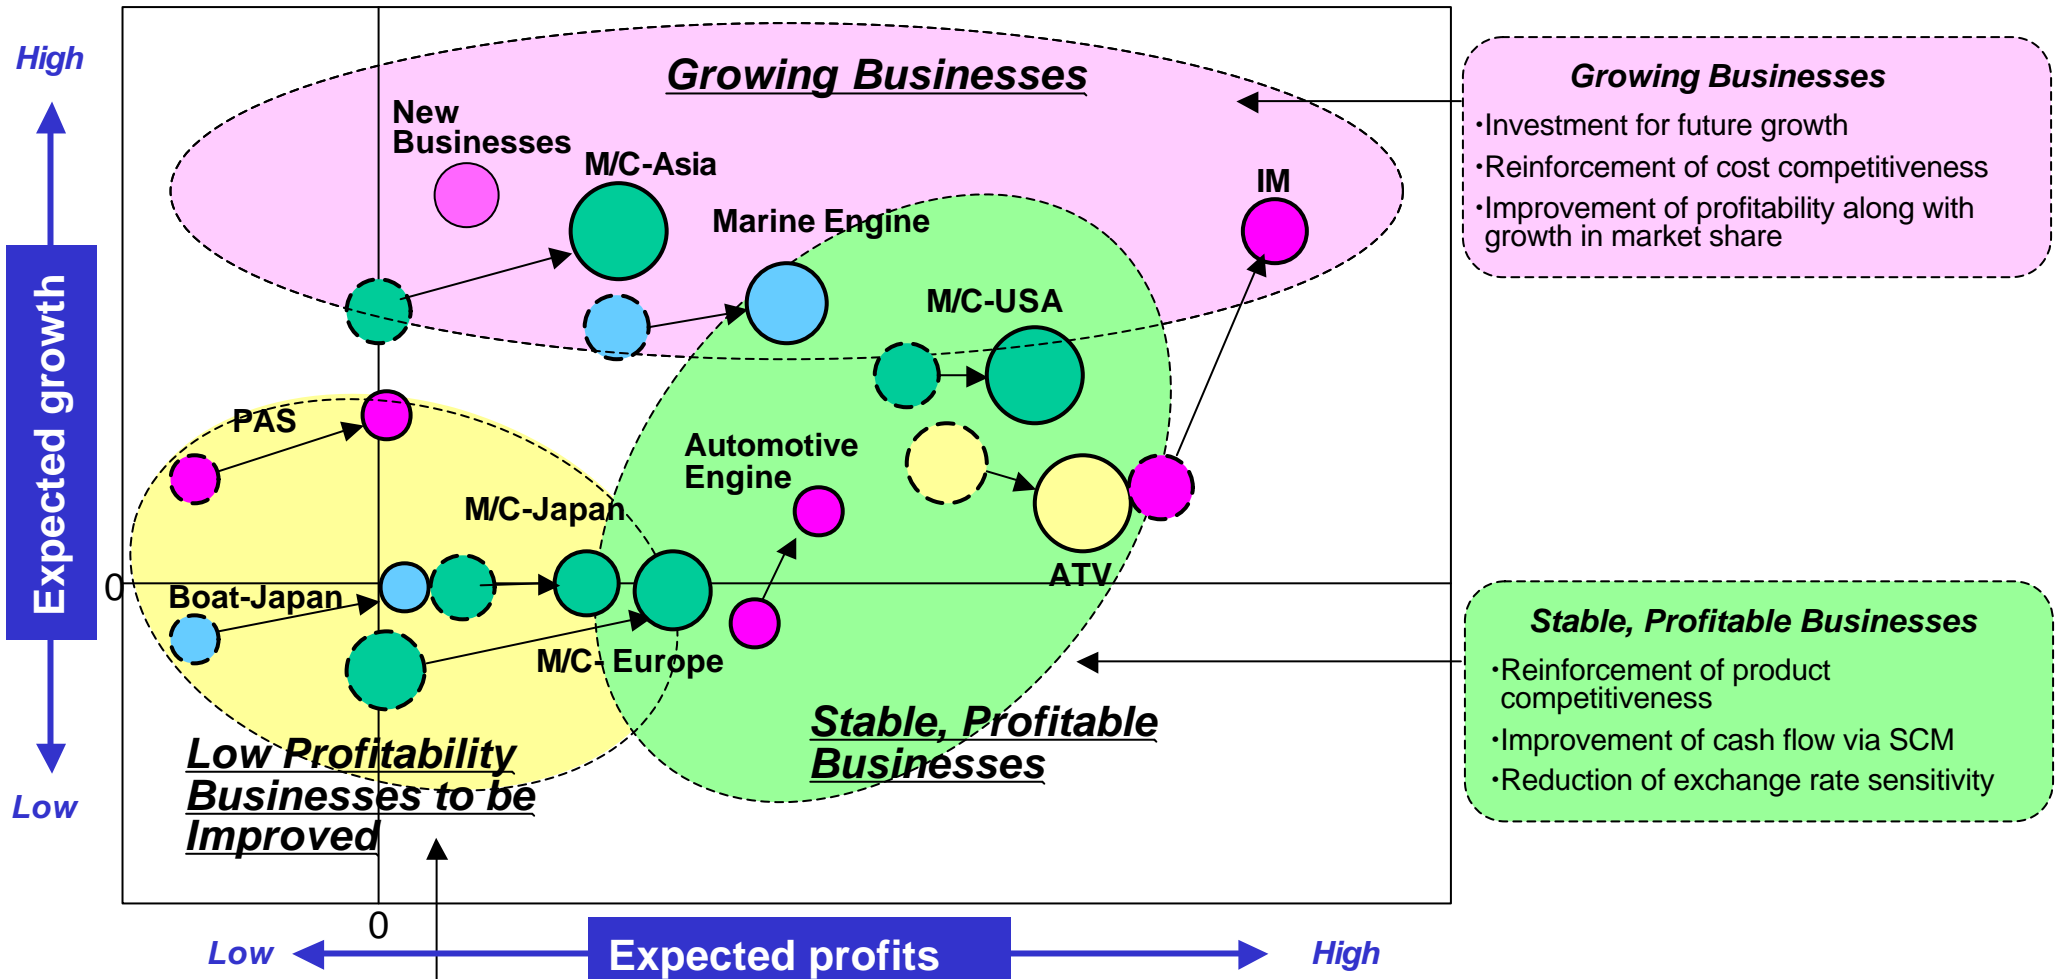 High
Expected growth
Low
0
Growing Businesses
New
Businesses
M/C-Asia
Marine Engine
IM
M/C-USA
PAS
Automotive
Engine
M/C-Japan
ATV
Boat-Japan
M/C- Europe
Stable, Profitable
Businesses
Low Profitability
Businesses to be
Improved
0
Low
Expected profits
High
Growing Businesses
･Investment for future growth
･Reinforcement of cost competitiveness
･Improvement of profitability along with
growth in market share
Stable, Profitable Businesses
･Reinforcement of product
competitiveness
･Improvement of cash flow via SCM
･Reduction of exchange rate sensitivity